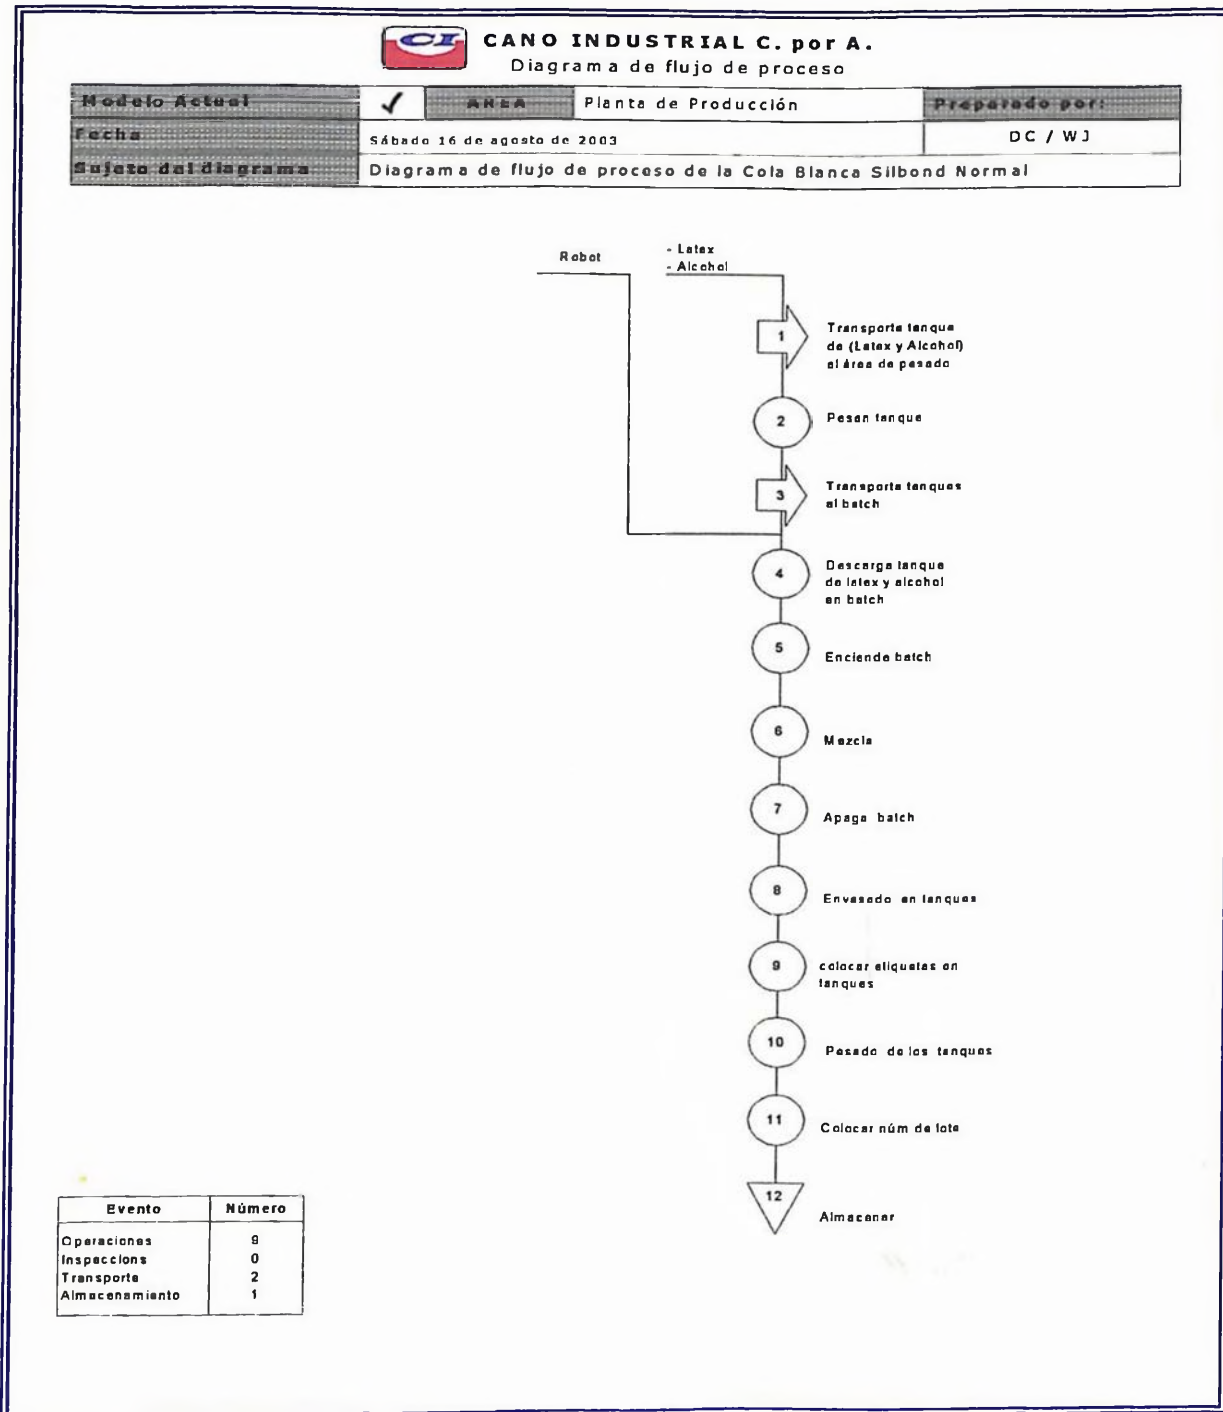 CI CANO INDUSTRIAL C. por A.
Diagrama de flujo de proceso
Modelo Actual ✓ AREA Planta de Producción Preparado por:
Fecha Sábado 16 de agosto de 2003 DC / WJ
Sujeto del diagrama Diagrama de flujo de proceso de la Cola Blanca Silbond Normal
Robot
- Latex
- Alcohol
1
Transporte tanque
de (Latex y Alcohol)
al área de pesado
2
Pesan tanque
3
Transporte tanques
al batch
4
Descarga tanque
de latex y alcohol
en batch
5
Enciende batch
6
Mezcla
7
Apaga batch
8
Envasado en tanques
9
colocar etiquetas en
tanques
10
Pesado de los tanques
11
Colocar núm de lote
12
Almacenar
Evento Número
Operaciones 9
Inspeccions 0
Transporte 2
Almacenamiento 1